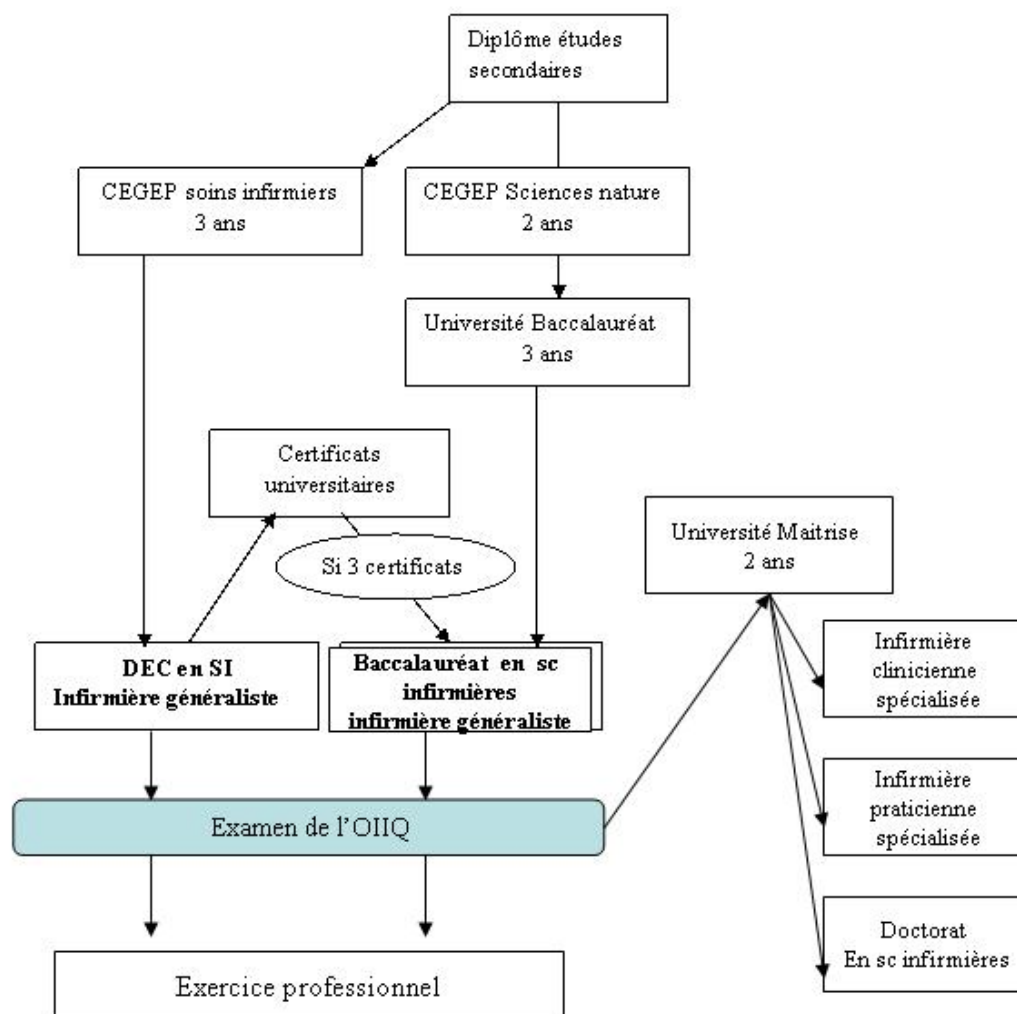 Diplôme études
secondaires
CEGEP soins infirmiers
3 ans
CEGEP Sciences nature
2 ans
Université Baccalauréat
3 ans
Certificats
universitaires
Si 3 certificats
Université Maitrise
2 ans
DEC en SI
Infirmière généraliste
Baccalauréat en sc
infirmières
infirmière généraliste
Infirmière
clinicienne
spécialisée
Infirmière
praticienne
spécialisée
Examen de l'OIIQ
Doctorat
En sc infirmières
Exercice professionnel